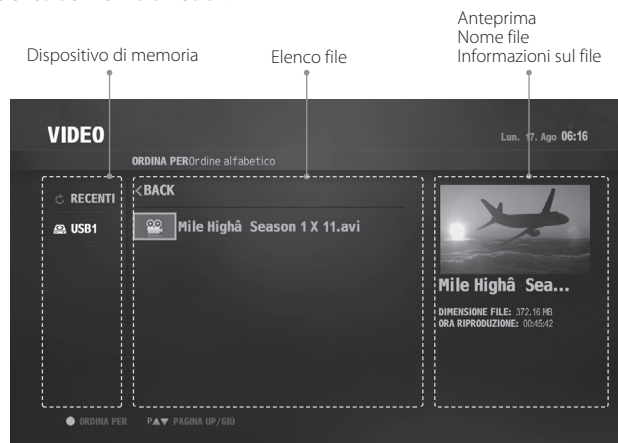 Dispositivo di memoria
Elenco file
Anteprima
Nome file
Informazioni sul file
VIDEO
Lun. 17. Ago 06:16
ORDINA PEROrdine alfabetico
RECENTI
USB1
<BACK
Mile Highâ Season 1 X 11.avi
Mile Highâ Sea...
DIMENSIONE FILE: 372.16 MB
ORA RIPRODUZIONE: 00:45:42
ORDINA PER
P▲▼ PAGINA UP/GIÙ